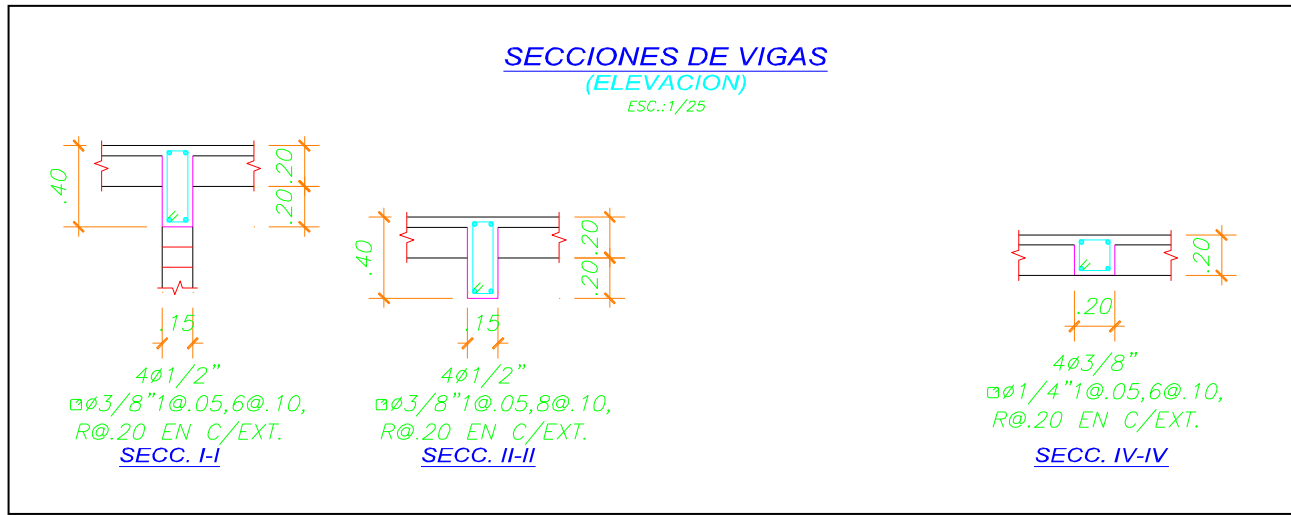 SECCIONES DE VIGAS
(ELEVACION)
ESC.:1/25
.40
.20
.20
.15
4ø1/2"
ø3/8"1@.05,6@.10,
R@.20 EN C/EXT.
SECC. I-I
.40
.20
.20
.15
4ø1/2"
ø3/8"1@.05,8@.10,
R@.20 EN C/EXT.
SECC. II-II
.20
.20
4ø3/8"
ø1/4"1@.05,6@.10,
R@.20 EN C/EXT.
SECC. IV-IV